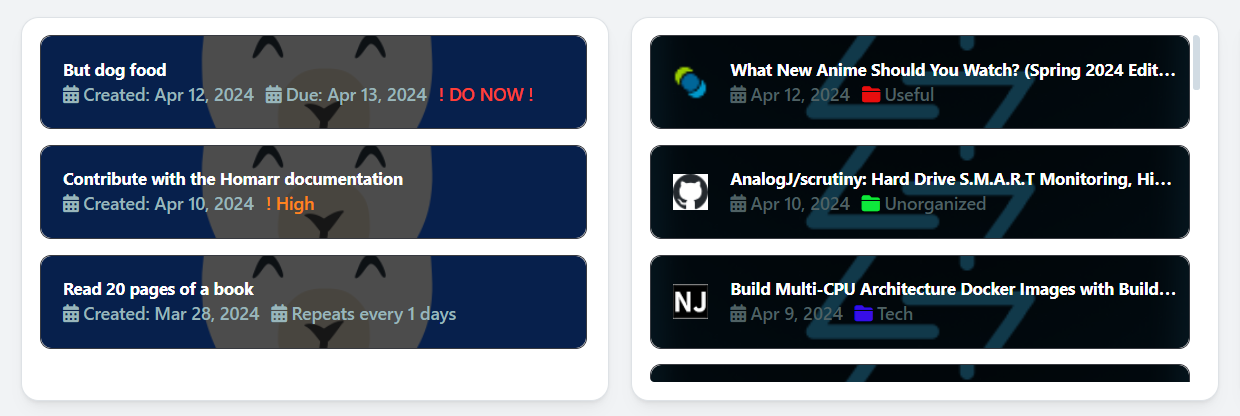 But dog food
Created: Apr 12, 2024 Due: Apr 13, 2024 ! DO NOW !
Contribute with the Homarr documentation
Created: Apr 10, 2024 ! High
Read 20 pages of a book
Created: Mar 28, 2024 Repeats every 1 days
What New Anime Should You Watch? (Spring 2024 Edit...
Apr 12, 2024 Useful
AnalogJ/scrutiny: Hard Drive S.M.A.R.T Monitoring, Hi...
Apr 10, 2024 Unorganized
NJ
Build Multi-CPU Architecture Docker Images with Build...
Apr 9, 2024 Tech